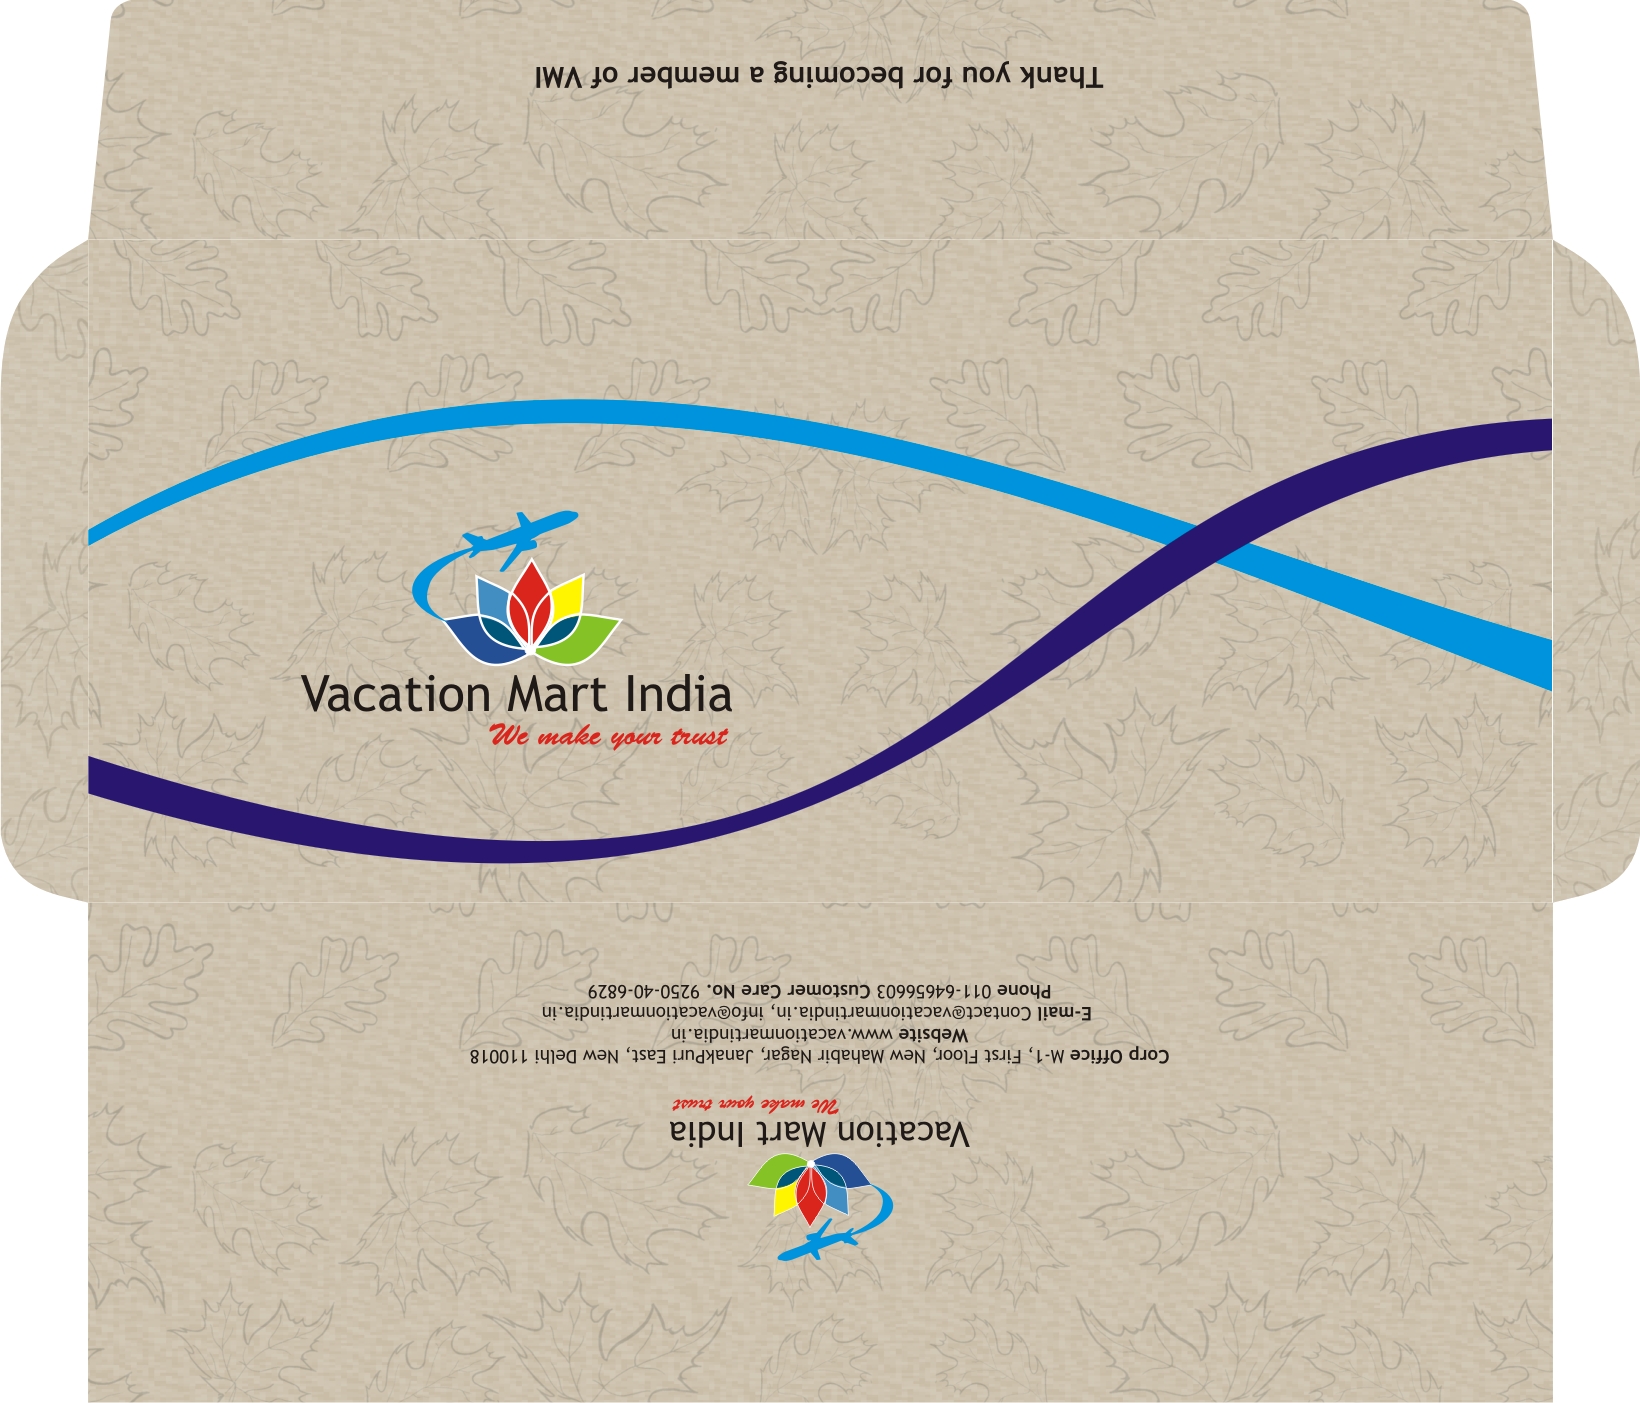 Thank you for becoming a member of VMI
Vacation Mart India
We make your trust
Vacation Mart India
We make your trust
Corp Office M-1, First Floor, New Mahabir Nagar, JanakPuri East, New Delhi 110018
Website www.vacationmartindia.in
E-mail Contact@vacationmartindia.in, info@vacationmartindia.in
Phone 011-64656603 Customer Care No. 9250-40-6829